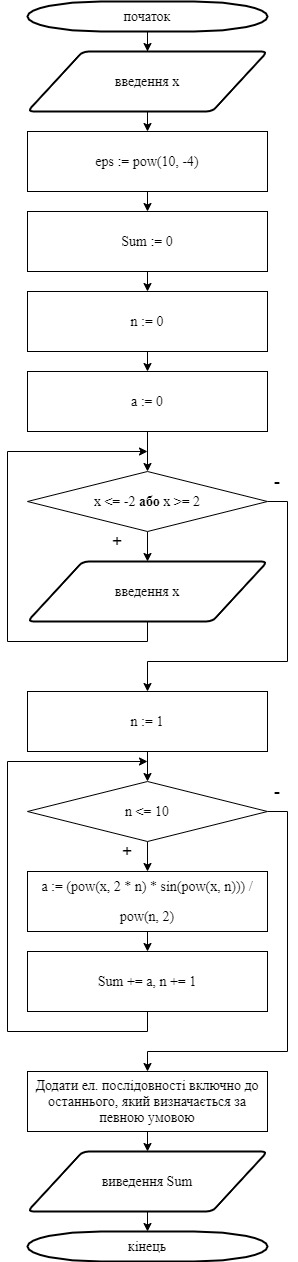 початок
введення x
eps := pow(10, -4)
Sum := 0
n := 0
a := 0
x <= -2 або x >= 2
-
+
введення x
n := 1
n <= 10
-
+
a := (pow(x, 2 * n) * sin(pow(x, n))) /
pow(n, 2)
Sum += a, n += 1
Додати ел. послідовності включно до
останнього, який визначається за
певною умовою
виведення Sum
кінець